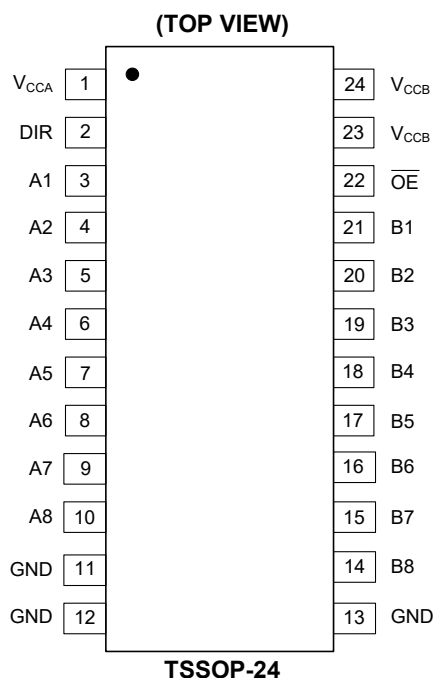 (TOP VIEW)
VCCA 1 24 VCCB
DIR 2 23 VCCB
A1 3 22 O̅E̅
A2 4 21 B1
A3 5 20 B2
A4 6 19 B3
A5 7 18 B4
A6 8 17 B5
A7 9 16 B6
A8 10 15 B7
GND 11 14 B8
GND 12 13 GND
TSSOP-24